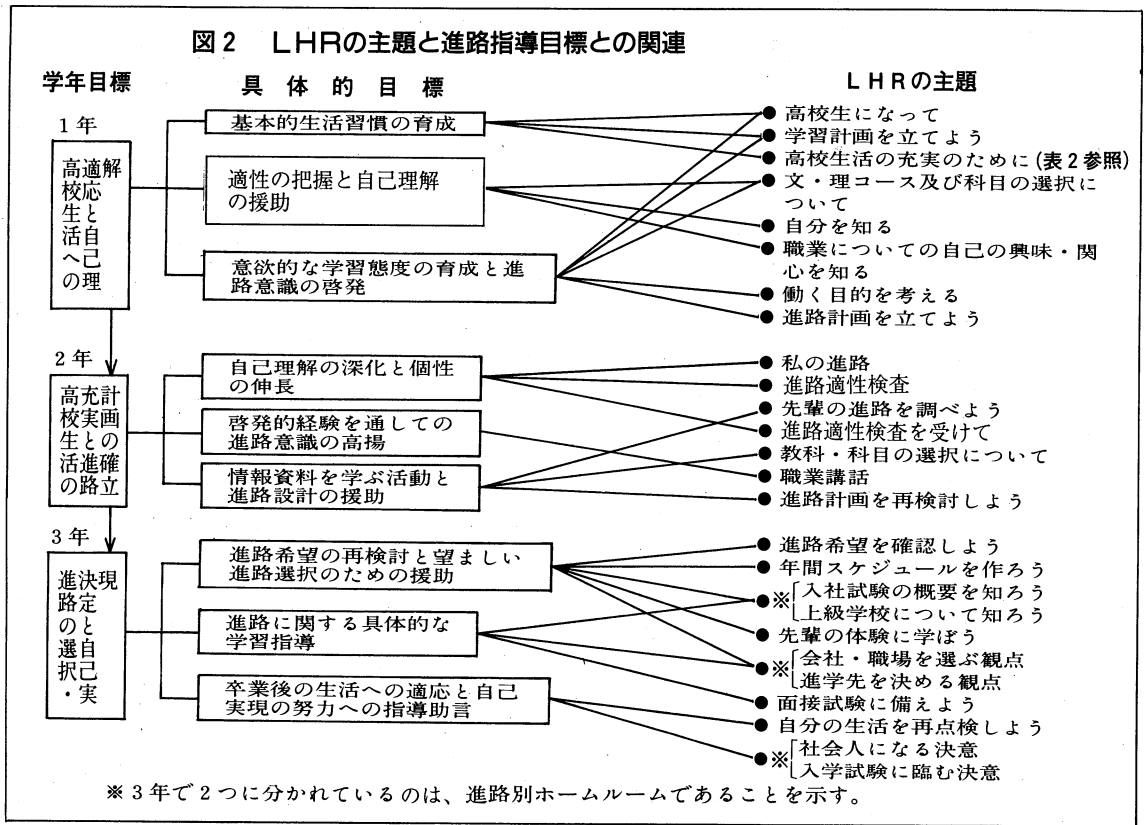 図2　LHRの主題と進路指導目標との関連
学年目標　具体的目標　LHRの主題
1年
高校生活への
適応と自己理
解
基本的生活習慣の育成
適性の把握と自己理解
の援助
意欲的な学習態度の育成と進
路意識の啓発
● 高校生になって
● 学習計画を立てよう
● 高校生活の充実のために(表2参照)
● 文・理コース及び科目の選択に
ついて
● 自分を知る
● 職業についての自己の興味・関
心を知る
● 働く目的を考える
● 進路計画を立てよう
2年
高校生活の
充実と進路
計画の確立
自己理解の深化と個性
の伸長
啓発的経験を通しての
進路意識の高揚
情報資料を学ぶ活動と
進路設計の援助
● 私の進路
● 進路適性検査
● 先輩の進路を調べよう
● 進路適性検査を受けて
● 教科・科目の選択について
● 職業講話
● 進路計画を再検討しよう
3年
進路の選択・
決定と自己実
現
進路希望の再検討と望ましい
進路選択のための援助
進路に関する具体的な
学習指導
卒業後の生活への適応と自己
実現の努力への指導助言
● 進路希望を確認しよう
● 年間スケジュールを作ろう
●※ 入社試験の概要を知ろう
上級学校について知ろう
● 先輩の体験に学ぼう
●※ 会社・職場を選ぶ観点
進学先を決める観点
● 面接試験に備えよう
● 自分の生活を再点検しよう
●※ 社会人になる決意
入学試験に臨む決意
※3年で2つに分かれているのは、進路別ホームルームであることを示す。